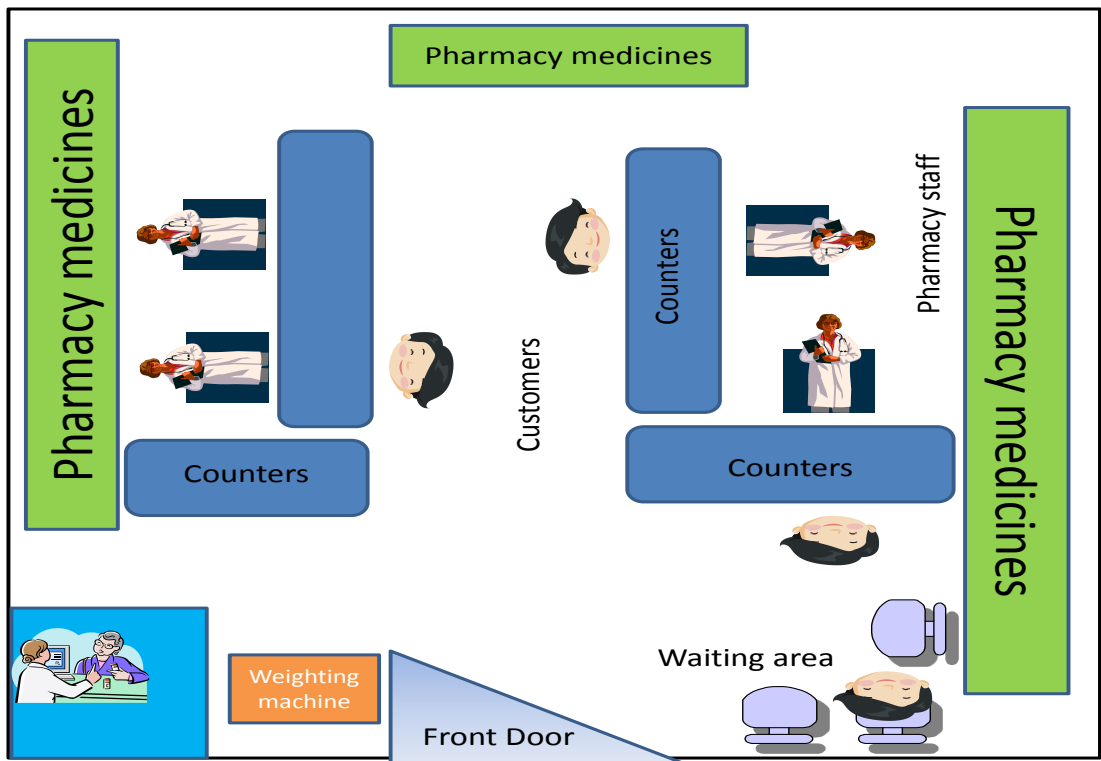 Pharmacy medicines
Pharmacy medicines
Pharmacy staff
Counters
Pharmacy medicines
Customers
Counters
Counters
Waiting area
Weighting
machine
Front Door